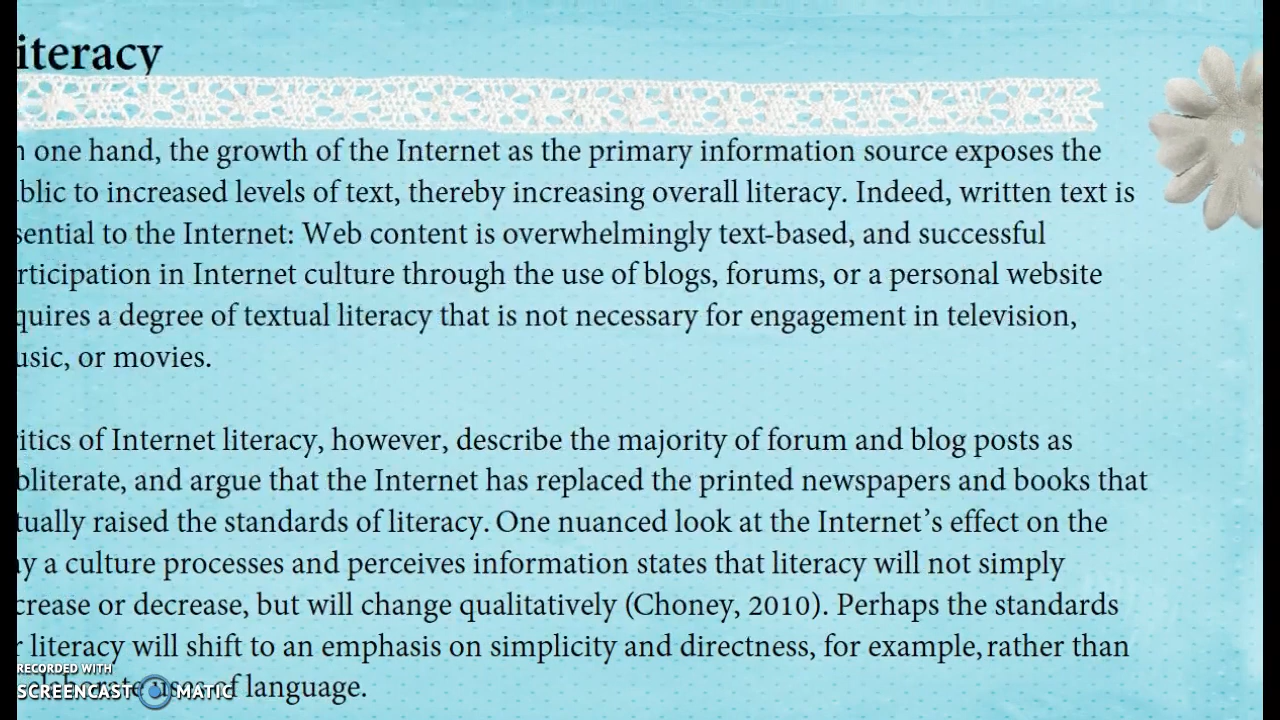 iteracy
n one hand, the growth of the Internet as the primary information source exposes the
blic to increased levels of text, thereby increasing overall literacy. Indeed, written text is
sential to the Internet: Web content is overwhelmingly text-based, and successful
rticipation in Internet culture through the use of blogs, forums, or a personal website
quires a degree of textual literacy that is not necessary for engagement in television,
usic, or movies.
itics of Internet literacy, however, describe the majority of forum and blog posts as
bliterate, and argue that the Internet has replaced the printed newspapers and books that
tually raised the standards of literacy. One nuanced look at the Internet’s effect on the
y a culture processes and perceives information states that literacy will not simply
crease or decrease, but will change qualitatively (Choney, 2010). Perhaps the standards
r literacy will shift to an emphasis on simplicity and directness, for example, rather than
RECORDED WITH
elaborate uses of language.
SCREENCAST MATIC